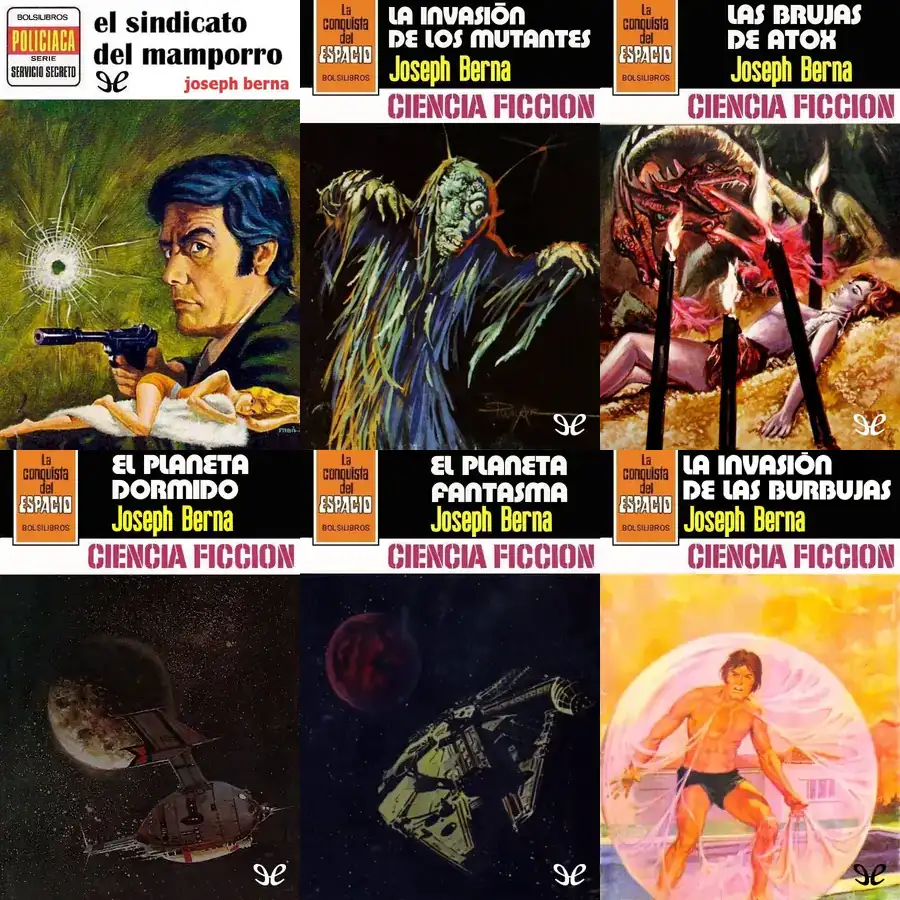 BOLSILIBROS
POLICIACA
SERIE
SERVICIO SECRETO
el sindicato
del mamporro
joseph berna
La
conquista
del
ESPACIO
BOLSILIBROS
LA INVASIÓN
DE LOS MUTANTES
Joseph Berna
CIENCIA FICCION
La
conquista
del
ESPACIO
BOLSILIBROS
LAS BRUJAS
DE ATOX
Joseph Berna
CIENCIA FICCION
La
conquista
del
ESPACIO
BOLSILIBROS
EL PLANETA
DORMIDO
Joseph Berna
CIENCIA FICCION
La
conquista
del
ESPACIO
BOLSILIBROS
EL PLANETA
FANTASMA
Joseph Berna
CIENCIA FICCION
La
conquista
del
ESPACIO
BOLSILIBROS
LA INVASIÓN
DE LAS BURBUJAS
Joseph Berna
CIENCIA FICCION